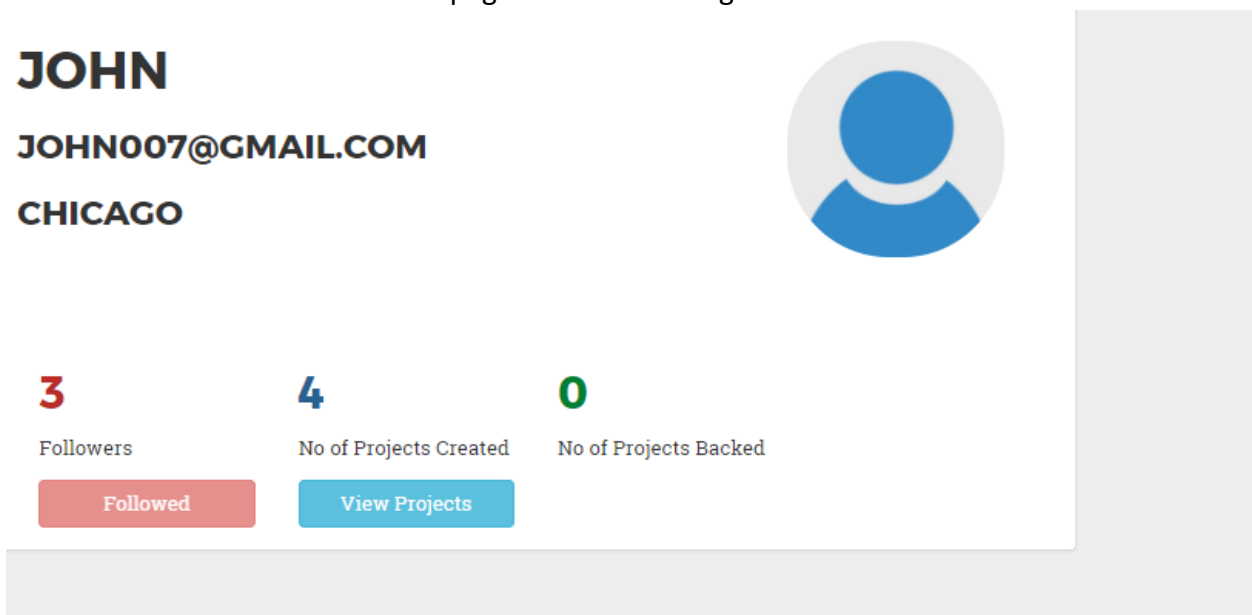 JOHN
JOHN007@GMAIL.COM
CHICAGO
3 4 0
Followers No of Projects Created No of Projects Backed
Followed View Projects